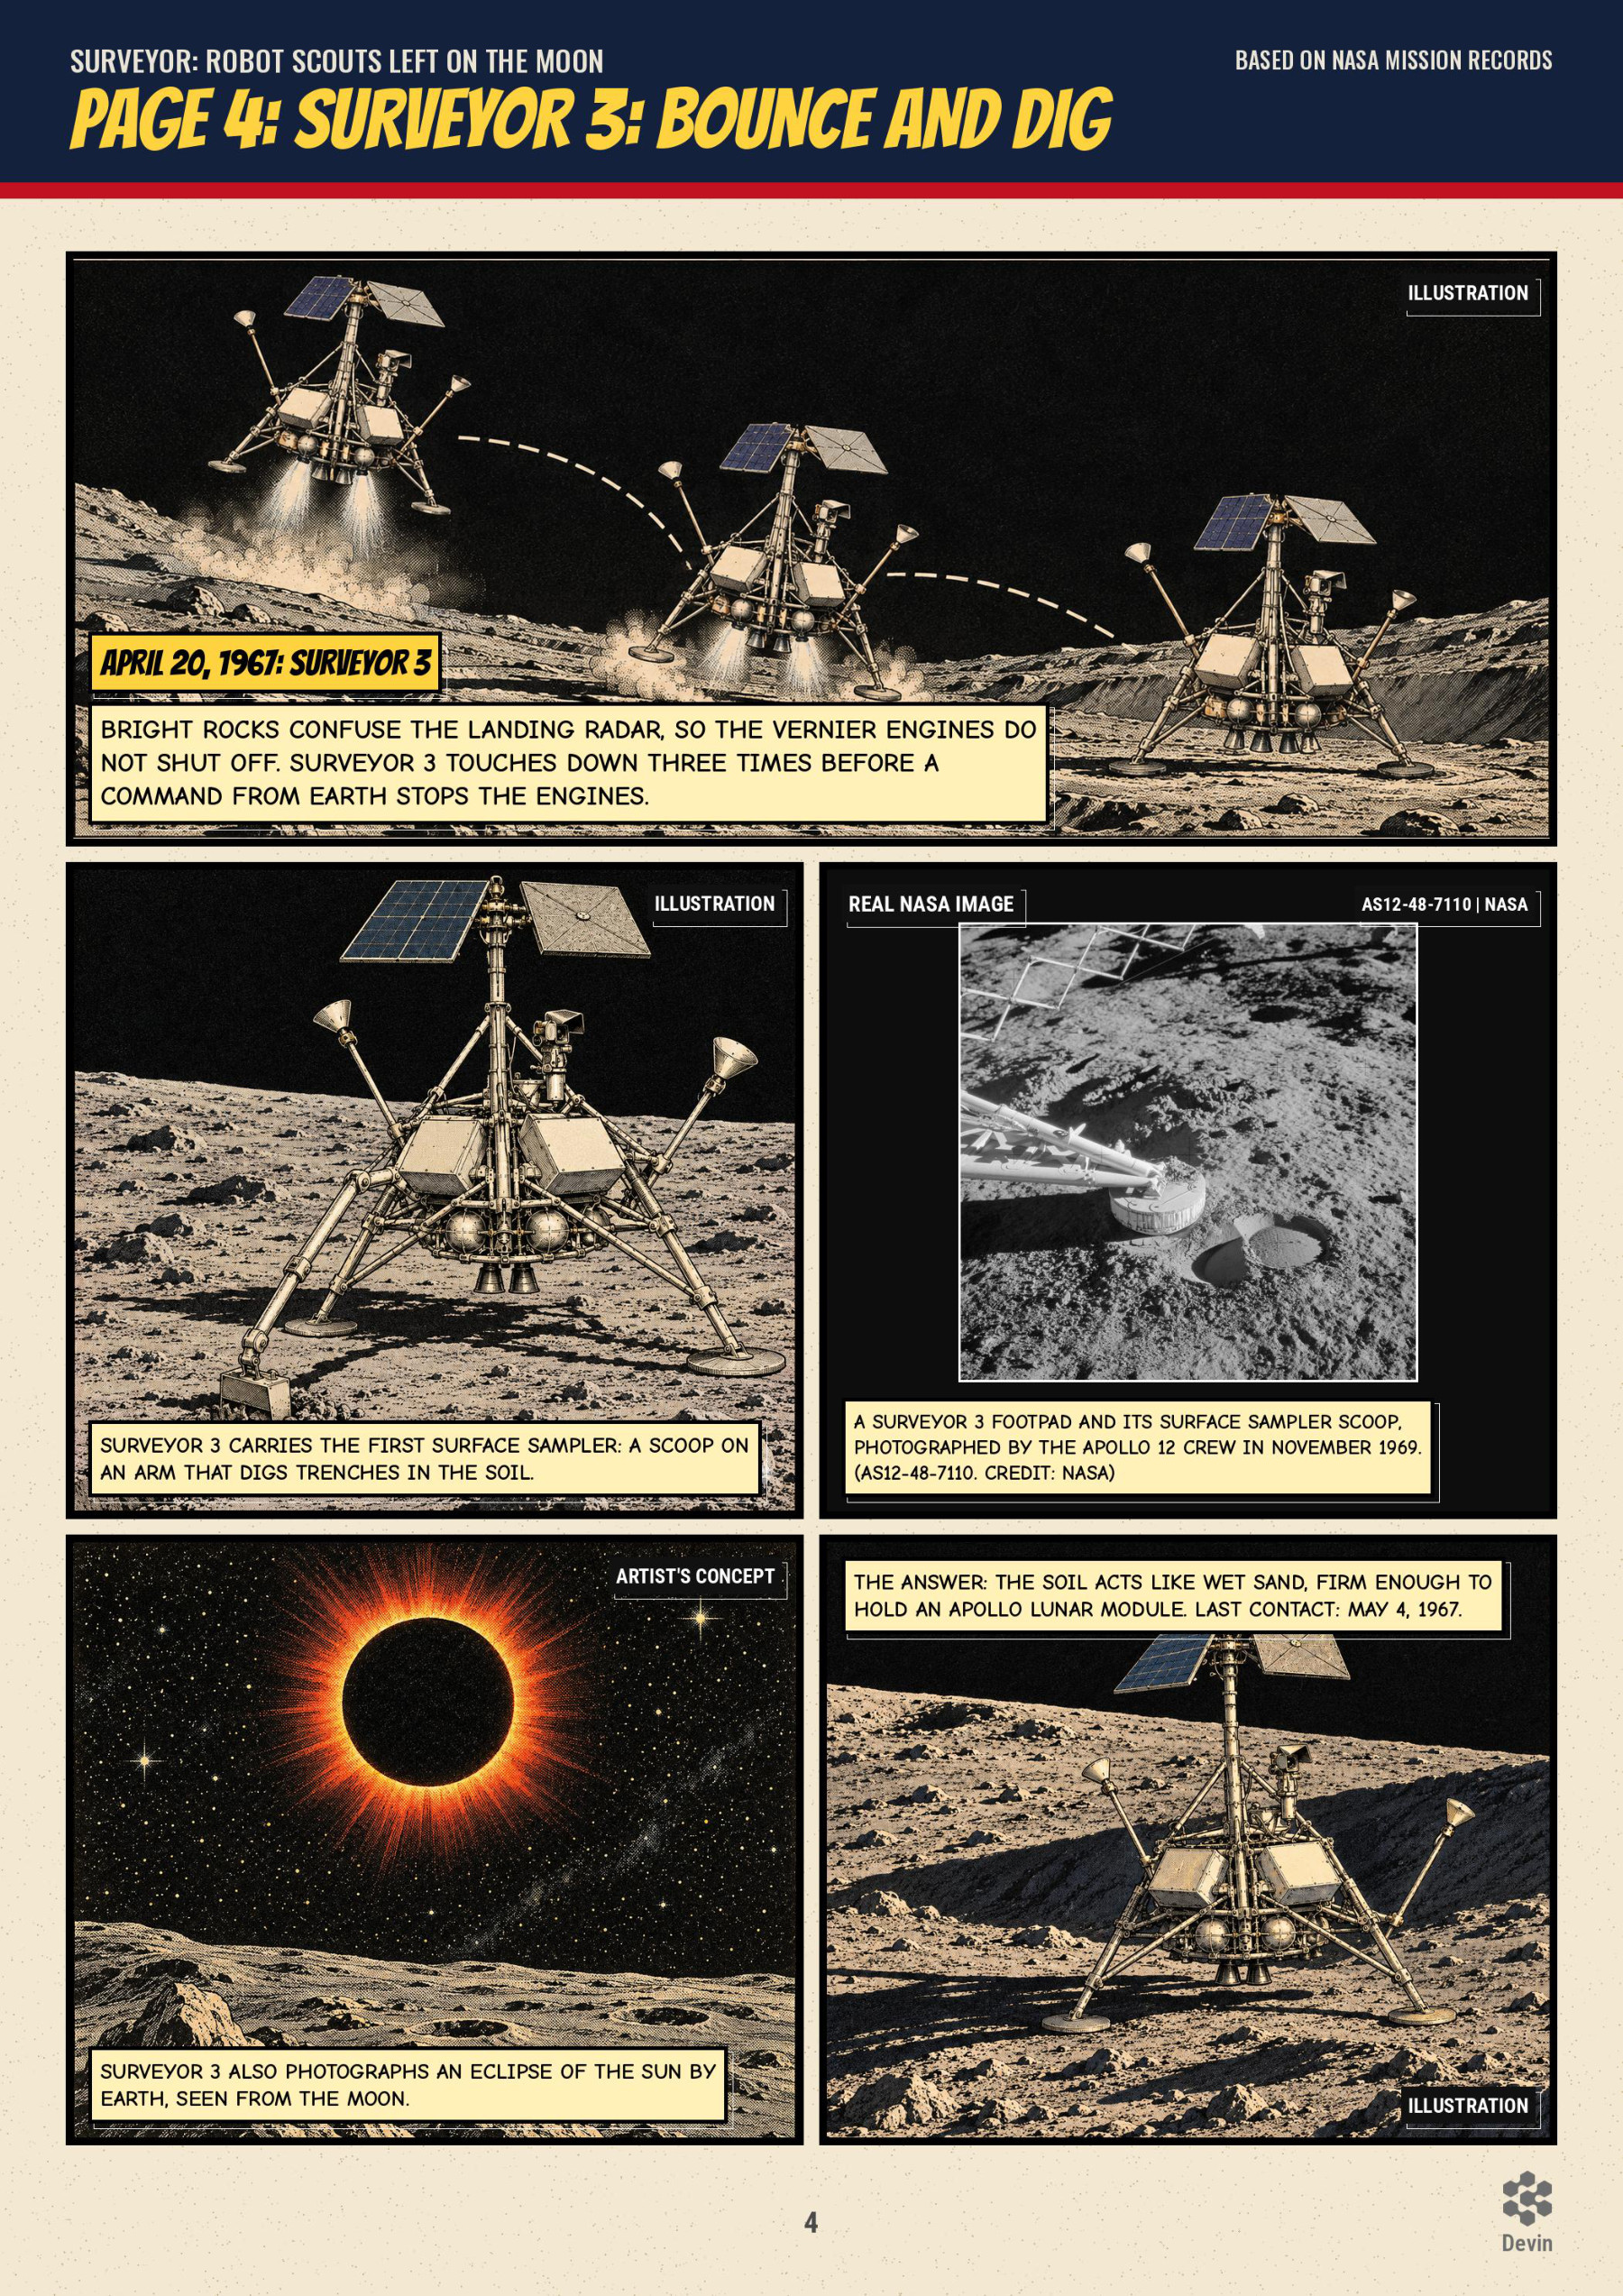 SURVEYOR: ROBOT SCOUTS LEFT ON THE MOON
BASED ON NASA MISSION RECORDS
PAGE 4: SURVEYOR 3: BOUNCE AND DIG
ILLUSTRATION
APRIL 20, 1967: SURVEYOR 3
BRIGHT ROCKS CONFUSE THE LANDING RADAR, SO THE VERNIER ENGINES DO
NOT SHUT OFF. SURVEYOR 3 TOUCHES DOWN THREE TIMES BEFORE A
COMMAND FROM EARTH STOPS THE ENGINES.
ILLUSTRATION
SURVEYOR 3 CARRIES THE FIRST SURFACE SAMPLER: A SCOOP ON
AN ARM THAT DIGS TRENCHES IN THE SOIL.
REAL NASA IMAGE
AS12-48-7110 | NASA
A SURVEYOR 3 FOOTPAD AND ITS SURFACE SAMPLER SCOOP,
PHOTOGRAPHED BY THE APOLLO 12 CREW IN NOVEMBER 1969.
(AS12-48-7110. CREDIT: NASA)
ARTIST'S CONCEPT
SURVEYOR 3 ALSO PHOTOGRAPHS AN ECLIPSE OF THE SUN BY
EARTH, SEEN FROM THE MOON.
THE ANSWER: THE SOIL ACTS LIKE WET SAND, FIRM ENOUGH TO
HOLD AN APOLLO LUNAR MODULE. LAST CONTACT: MAY 4, 1967.
ILLUSTRATION
4
Devin